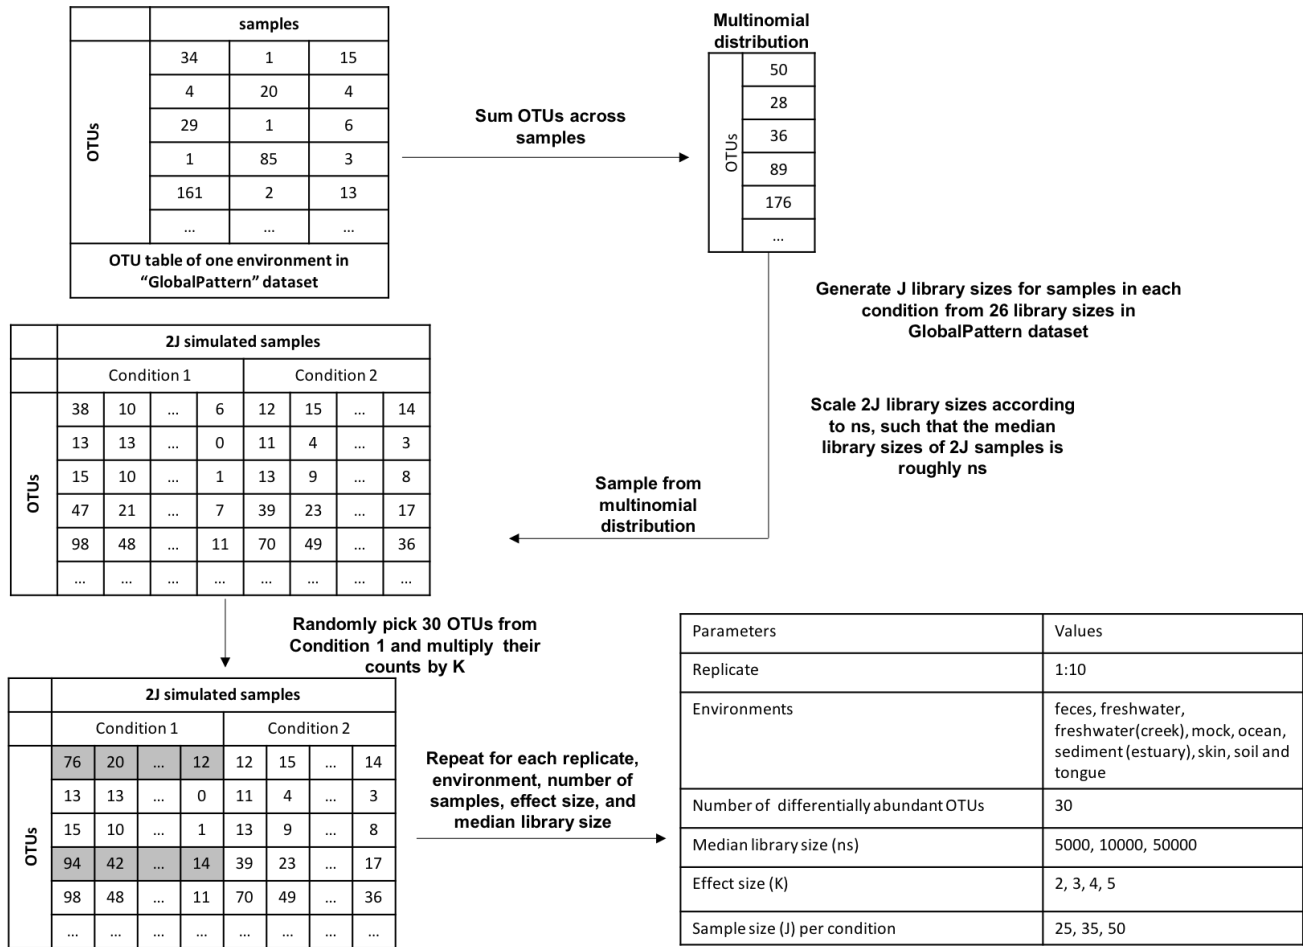 samples
OTUs
34 1 15
4 20 4
29 1 6
1 85 3
161 2 13
... ... ...
OTU table of one environment in
“GlobalPattern” dataset
Sum OTUs across
samples
Multinomial
distribution
OTUs
50
28
36
89
176
...
Generate J library sizes for samples in each
condition from 26 library sizes in
GlobalPattern dataset
Scale 2J library sizes according
to ns, such that the median
library sizes of 2J samples is
roughly ns
Sample from
multinomial
distribution
2J simulated samples
Condition 1 Condition 2
OTUs
38 10 ... 6 12 15 ... 14
13 13 ... 0 11 4 ... 3
15 10 ... 1 13 9 ... 8
47 21 ... 7 39 23 ... 17
98 48 ... 11 70 49 ... 36
... ... ... ... ... ... ... ...
Randomly pick 30 OTUs from
Condition 1 and multiply their
counts by K
2J simulated samples
Condition 1 Condition 2
OTUs
76 20 ... 12 12 15 ... 14
13 13 ... 0 11 4 ... 3
15 10 ... 1 13 9 ... 8
94 42 ... 14 39 23 ... 17
98 48 ... 11 70 49 ... 36
... ... ... ... ... ... ... ...
Repeat for each replicate,
environment, number of
samples, effect size, and
median library size
Parameters Values
Replicate 1:10
Environments feces, freshwater,
freshwater(creek), mock, ocean,
sediment (estuary), skin, soil and
tongue
Number of differentially abundant OTUs 30
Median library size (ns) 5000, 10000, 50000
Effect size (K) 2, 3, 4, 5
Sample size (J) per condition 25, 35, 50